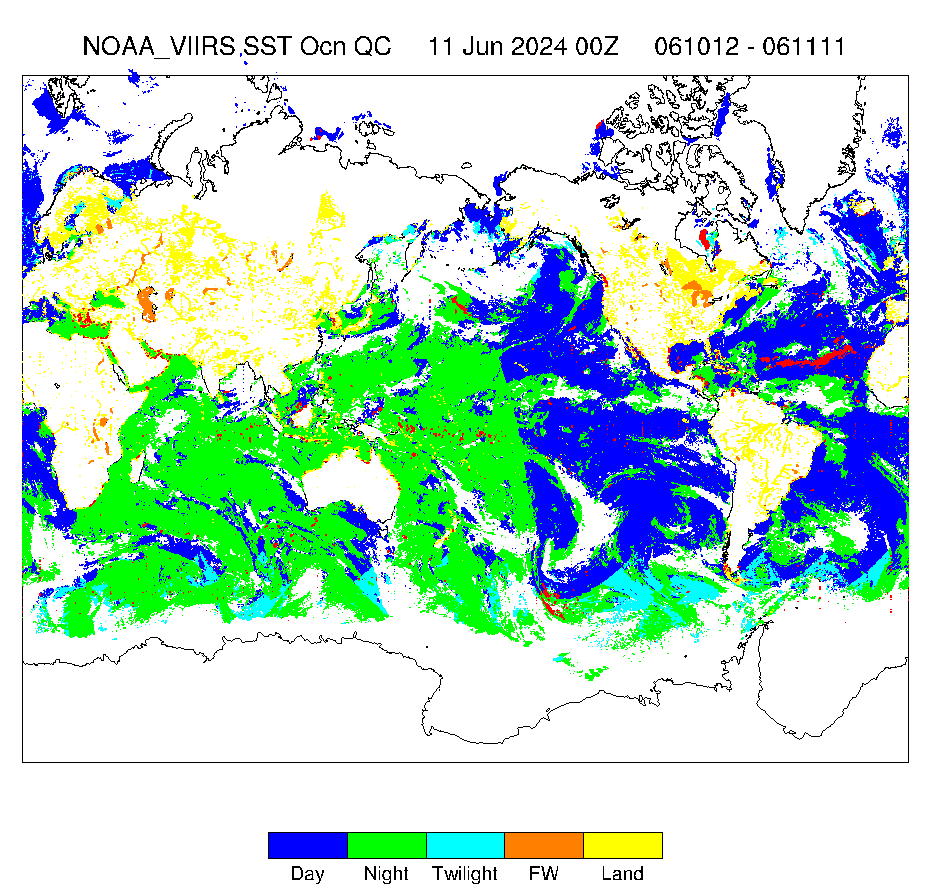 NOAA_VIIRS SST Ocn QC 11 Jun 2024 00Z 061012 - 061111
Day Night Twilight FW Land